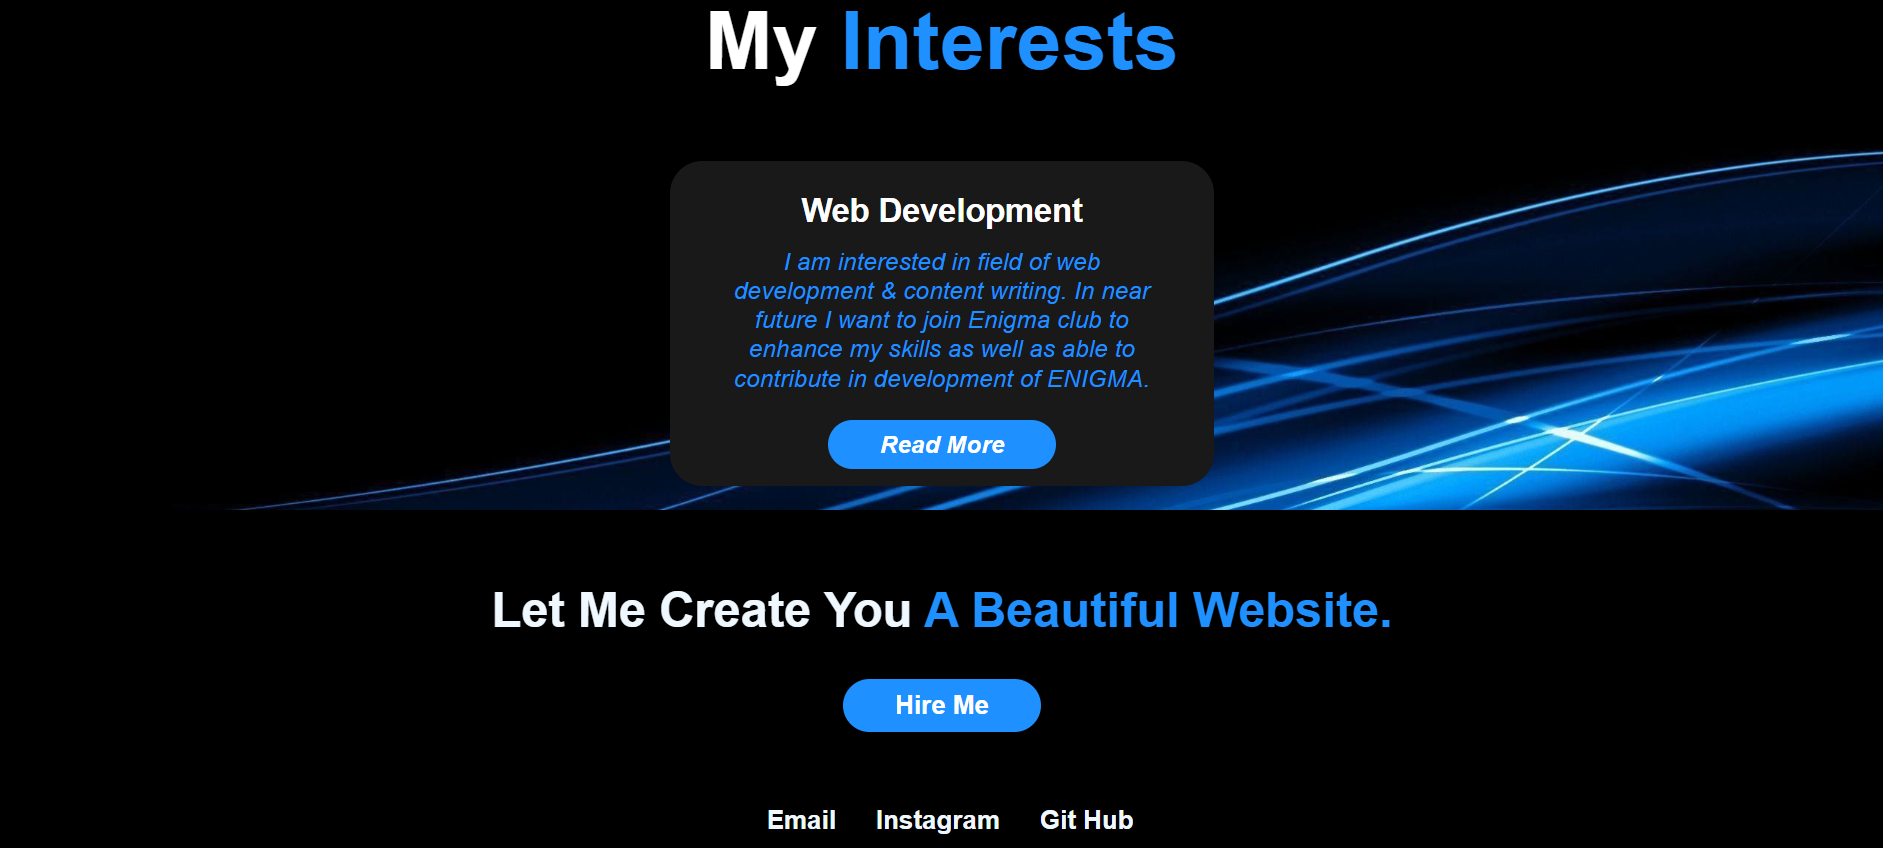 My Interests
Web Development
I am interested in field of web
development & content writing. In near
future I want to join Enigma club to
enhance my skills as well as able to
contribute in development of ENIGMA.
Read More
Let Me Create You A Beautiful Website.
Hire Me
Email Instagram Git Hub